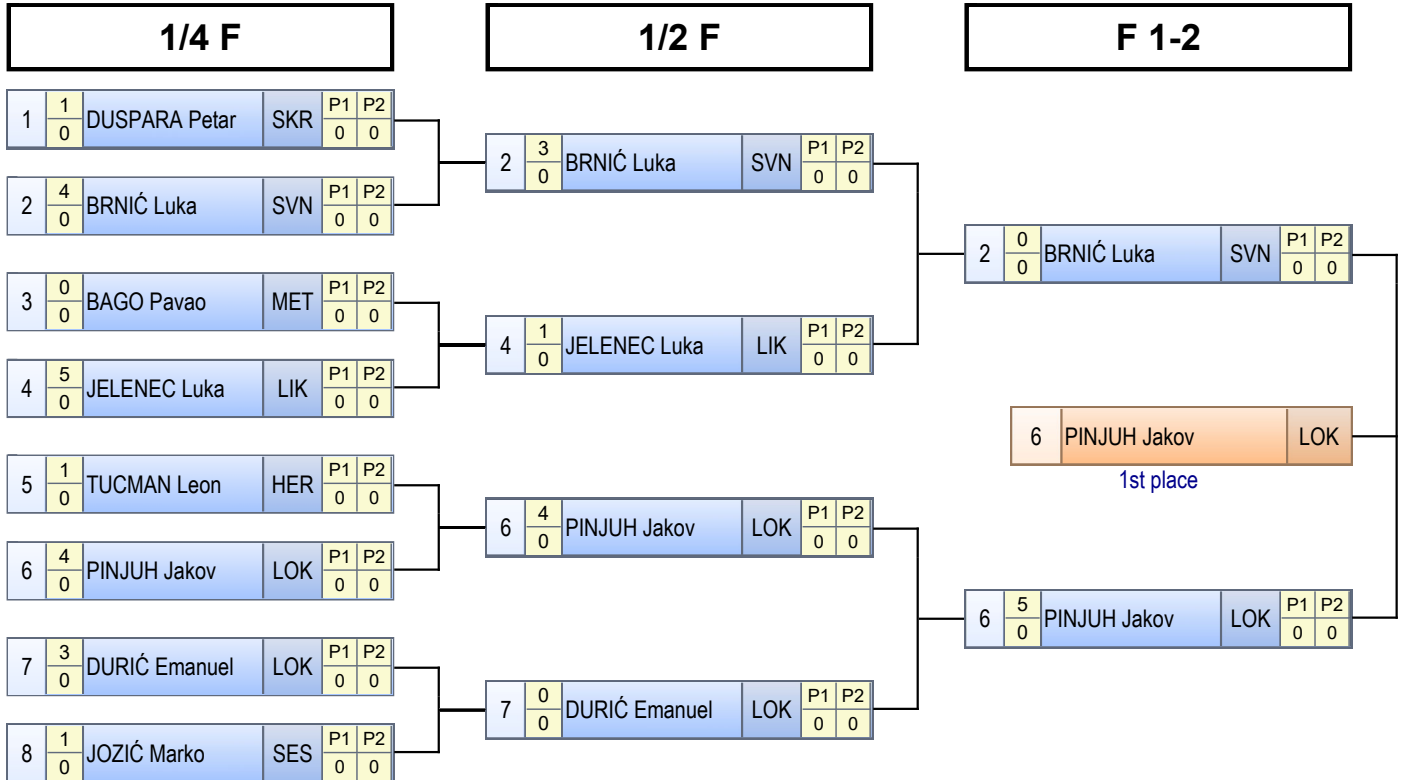 1/4 F
1/2 F
F 1-2
1 1 0 DUSPARA Petar SKR P1 P2 0 0
2 4 0 BRNIĆ Luka SVN P1 P2 0 0
3 0 0 BAGO Pavao MET P1 P2 0 0
4 5 0 JELENEC Luka LIK P1 P2 0 0
5 1 0 TUCMAN Leon HER P1 P2 0 0
6 4 0 PINJUH Jakov LOK P1 P2 0 0
7 3 0 DURIĆ Emanuel LOK P1 P2 0 0
8 1 0 JOZIĆ Marko SES P1 P2 0 0
2 3 0 BRNIĆ Luka SVN P1 P2 0 0
4 1 0 JELENEC Luka LIK P1 P2 0 0
6 4 0 PINJUH Jakov LOK P1 P2 0 0
7 0 0 DURIĆ Emanuel LOK P1 P2 0 0
2 0 0 BRNIĆ Luka SVN P1 P2 0 0
6 PINJUH Jakov LOK
1st place
6 5 0 PINJUH Jakov LOK P1 P2 0 0